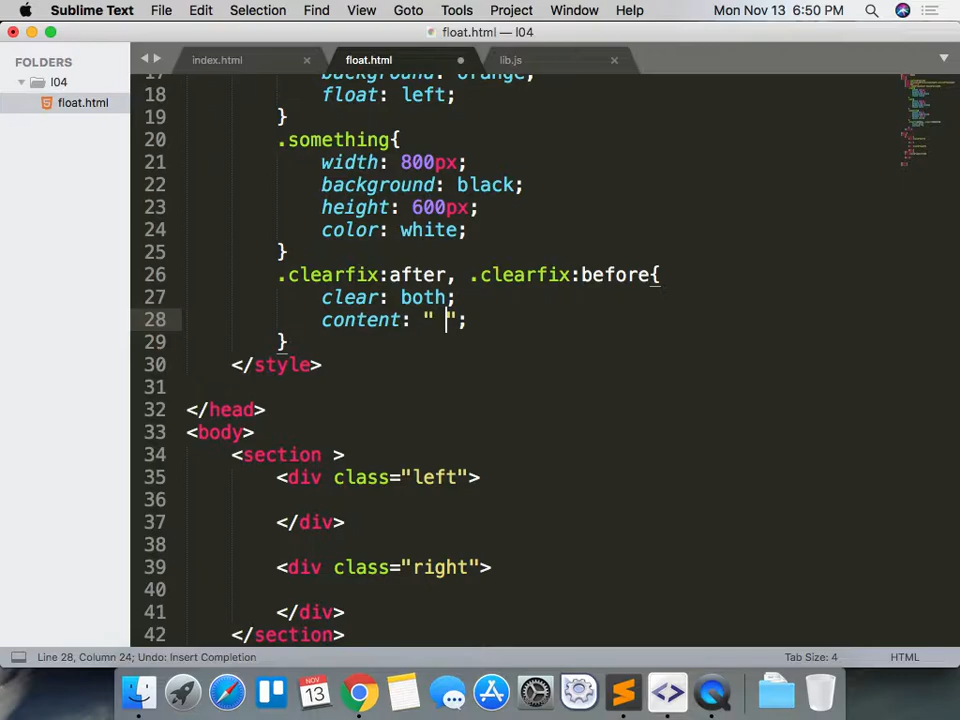 Sublime Text File Edit Selection Find View Goto Tools Project Window Help Mon Nov 13 6:50 PM
float.html — l04
FOLDERS
l04
float.html
index.html float.html lib.js
17 background: orange;
18 float: left;
19 }
20 .something{
21 width: 800px;
22 background: black;
23 height: 600px;
24 color: white;
25 }
26 .clearfix:after, .clearfix:before{
27 clear: both;
28 content: " ";
29 }
30 </style>
31
32 </head>
33 <body>
34 <section >
35 <div class="left">
36
37 </div>
38
39 <div class="right">
40
41 </div>
42 </section>
Line 28, Column 24; Undo: Insert Completion Tab Size: 4 HTML
NOV
13